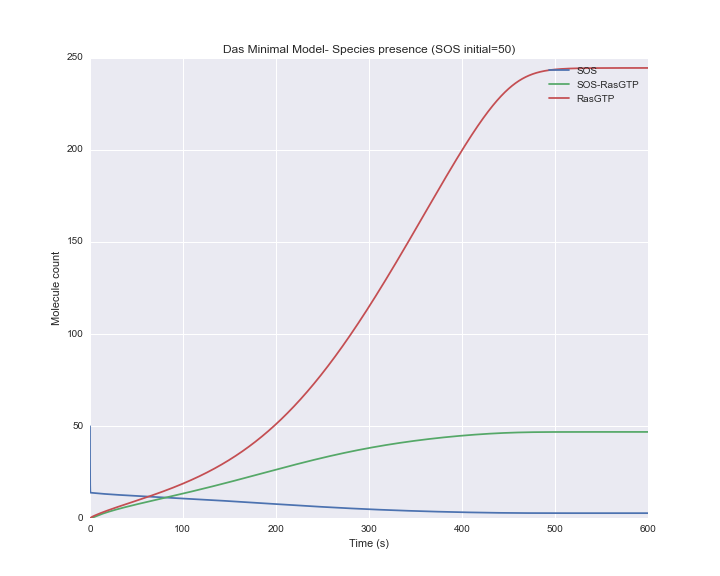 Das Minimal Model- Species presence (SOS initial=50)
250
200
150
100
50
0
Molecule count
SOS
SOS-RasGTP
RasGTP
0 100 200 300 400 500 600
Time (s)